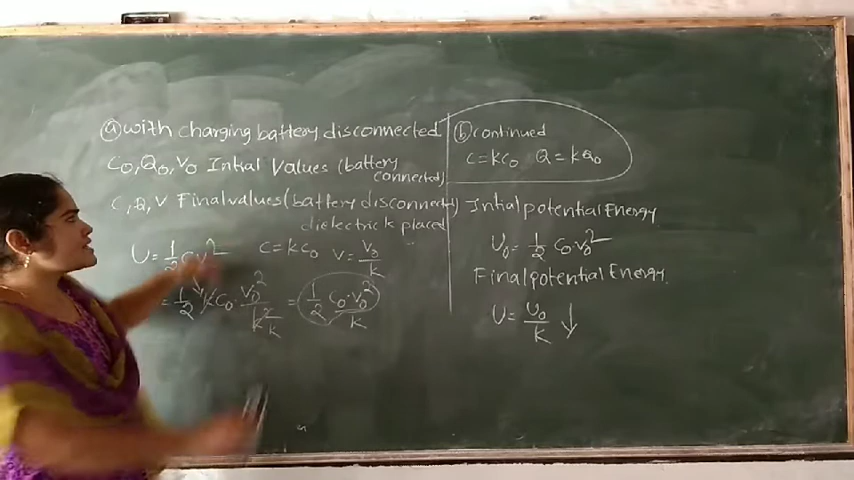 ⓐ with charging battery disconnected
C₀, Q₀, V₀ Intial Values (battery connected)
C, Q, V Final values (battery disconnected) dielectric k placed
U = 1/2 CV² C = kC₀ V = V₀/k
= 1/2 kC₀ · V₀²/k² k = 1/2 C₀·V₀²/k
ⓑ continued
C = kC₀ Q = kQ₀
Intial potential Energy
U₀ = 1/2 C₀V₀²
Final potential Energy
U = U₀/k ↓